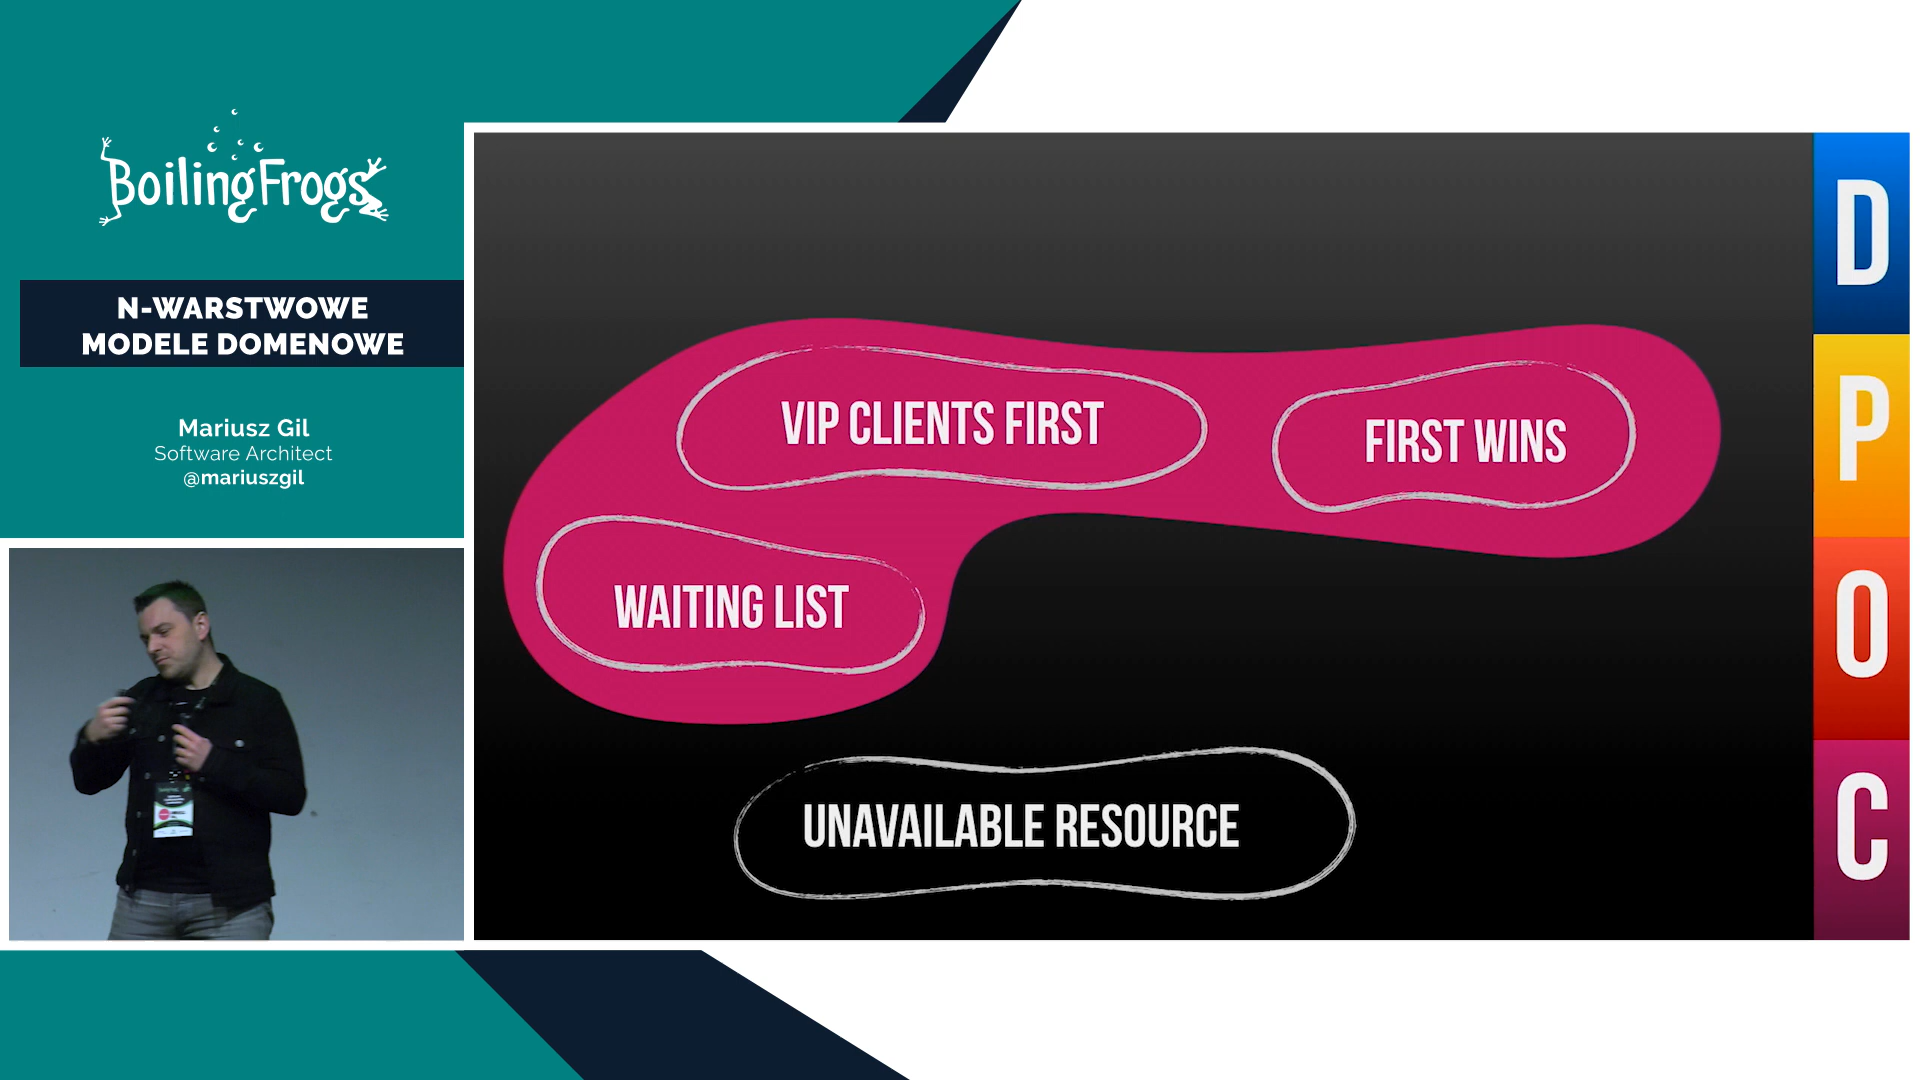 BoilingFrogs
N-WARSTWOWE
MODELE DOMENOWE
Mariusz Gil
Software Architect
@mariuszgil
VIP CLIENTS FIRST
FIRST WINS
WAITING LIST
UNAVAILABLE RESOURCE
D
P
O
C